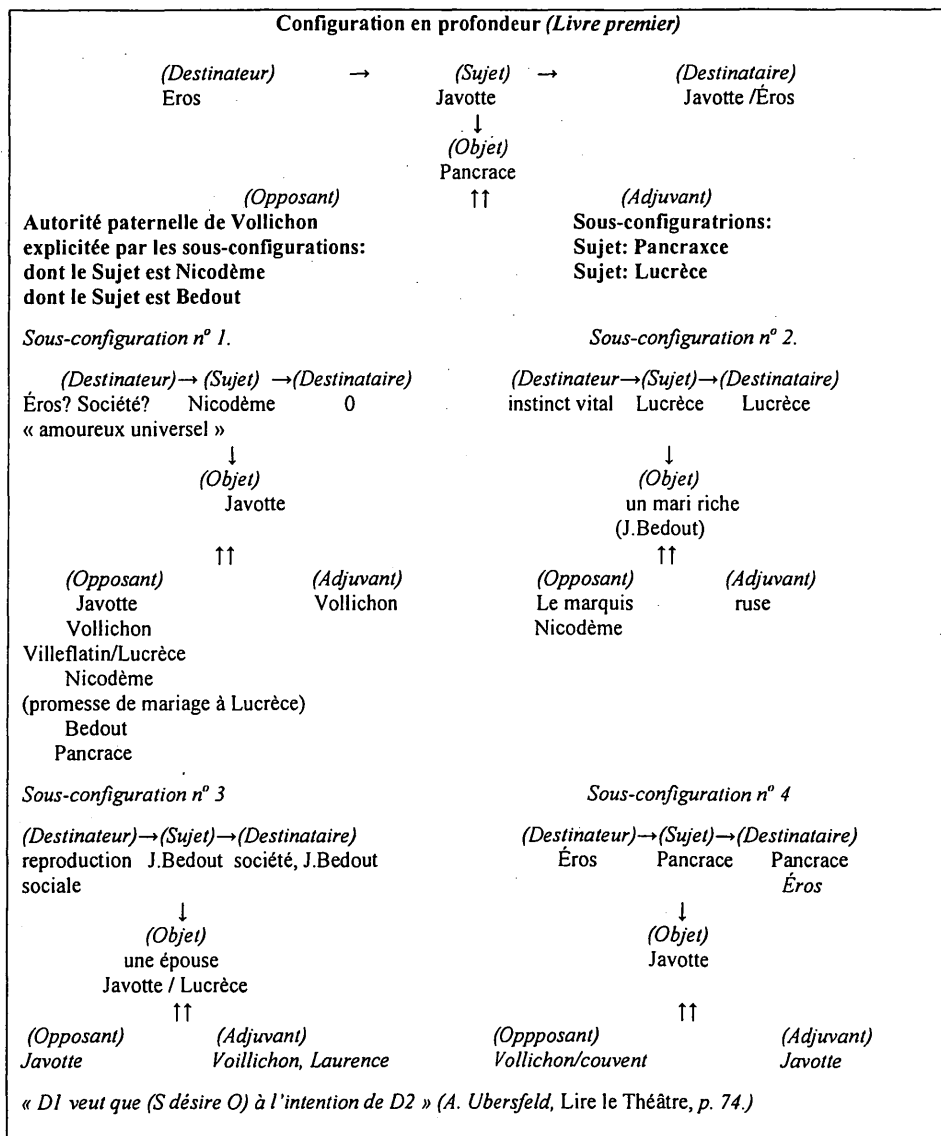 Configuration en profondeur (Livre premier)
(Destinateur) → (Sujet) → (Destinataire)
Eros Javotte Javotte /Éros
↓
(Objet)
Pancrace
(Opposant) ↑↑ (Adjuvant)
Autorité paternelle de Vollichon Sous-configuratrions:
explicitée par les sous-configurations: Sujet: Pancraxce
dont le Sujet est Nicodème Sujet: Lucrèce
dont le Sujet est Bedout
Sous-configuration nº 1.
(Destinateur)→ (Sujet) →(Destinataire)
Éros? Société? Nicodème 0
« amoureux universel »
↓
(Objet)
Javotte
↑↑
(Opposant) (Adjuvant)
Javotte Vollichon
Vollichon
Villeflatin/Lucrèce
Nicodème
(promesse de mariage à Lucrèce)
Bedout
Pancrace
Sous-configuration nº 2.
(Destinateur→(Sujet)→(Destinataire)
instinct vital Lucrèce Lucrèce
↓
(Objet)
un mari riche
(J.Bedout)
↑↑
(Opposant) (Adjuvant)
Le marquis ruse
Nicodème
Sous-configuration nº 3
(Destinateur)→(Sujet)→(Destinataire)
reproduction J.Bedout société, J.Bedout
sociale
↓
(Objet)
une épouse
Javotte / Lucrèce
↑↑
(Opposant) (Adjuvant)
Javotte Voillichon, Laurence
Sous-configuration nº 4
(Destinateur)→(Sujet)→(Destinataire)
Éros Pancrace Pancrace
Éros
↓
(Objet)
Javotte
↑↑
(Oppposant) (Adjuvant)
Vollichon/couvent Javotte
« D1 veut que (S désire O) à l'intention de D2 » (A. Ubersfeld, Lire le Théâtre, p. 74.)